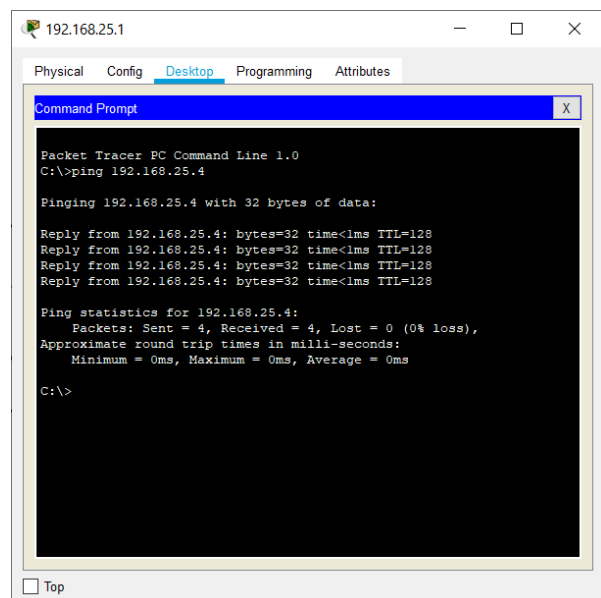 192.168.25.1
Physical Config Desktop Programming Attributes
Command Prompt X
Packet Tracer PC Command Line 1.0
C:\>ping 192.168.25.4
Pinging 192.168.25.4 with 32 bytes of data:
Reply from 192.168.25.4: bytes=32 time<1ms TTL=128
Reply from 192.168.25.4: bytes=32 time<1ms TTL=128
Reply from 192.168.25.4: bytes=32 time<1ms TTL=128
Reply from 192.168.25.4: bytes=32 time<1ms TTL=128
Ping statistics for 192.168.25.4:
Packets: Sent = 4, Received = 4, Lost = 0 (0% loss),
Approximate round trip times in milli-seconds:
Minimum = 0ms, Maximum = 0ms, Average = 0ms
C:\>
Top